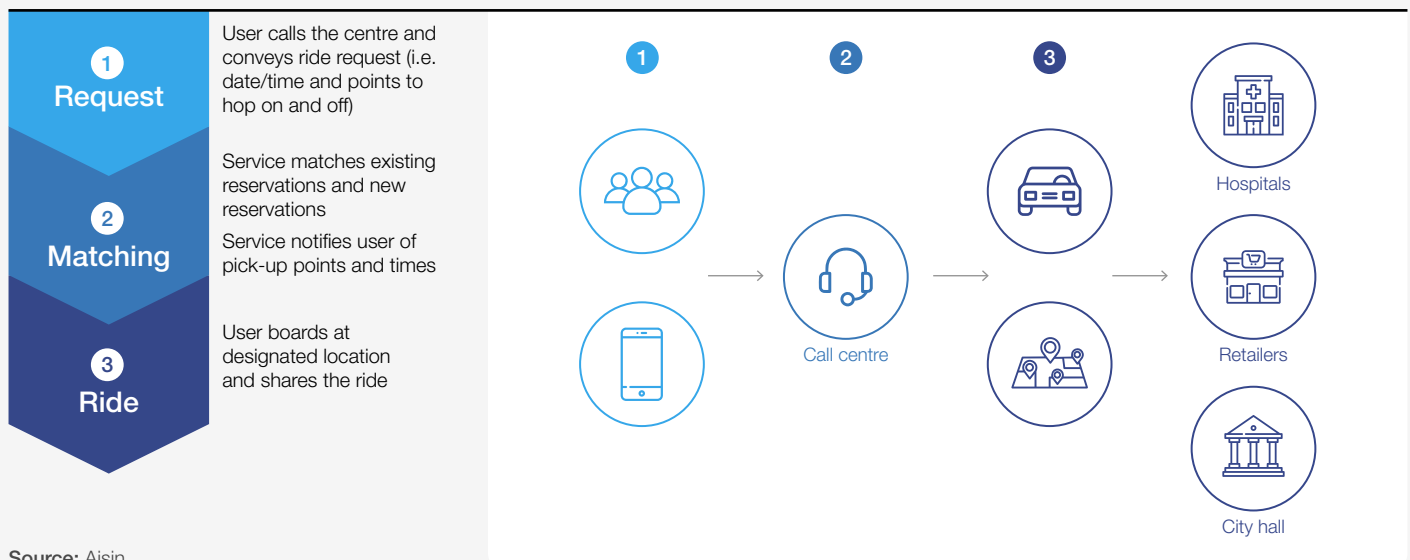 1
Request
User calls the centre and
conveys ride request (i.e.
date/time and points to
hop on and off)
2
Matching
Service matches existing
reservations and new
reservations
Service notifies user of
pick-up points and times
3
Ride
User boards at
designated location
and shares the ride
Source: Aisin
1
2
3
Call centre
Hospitals
Retailers
City hall